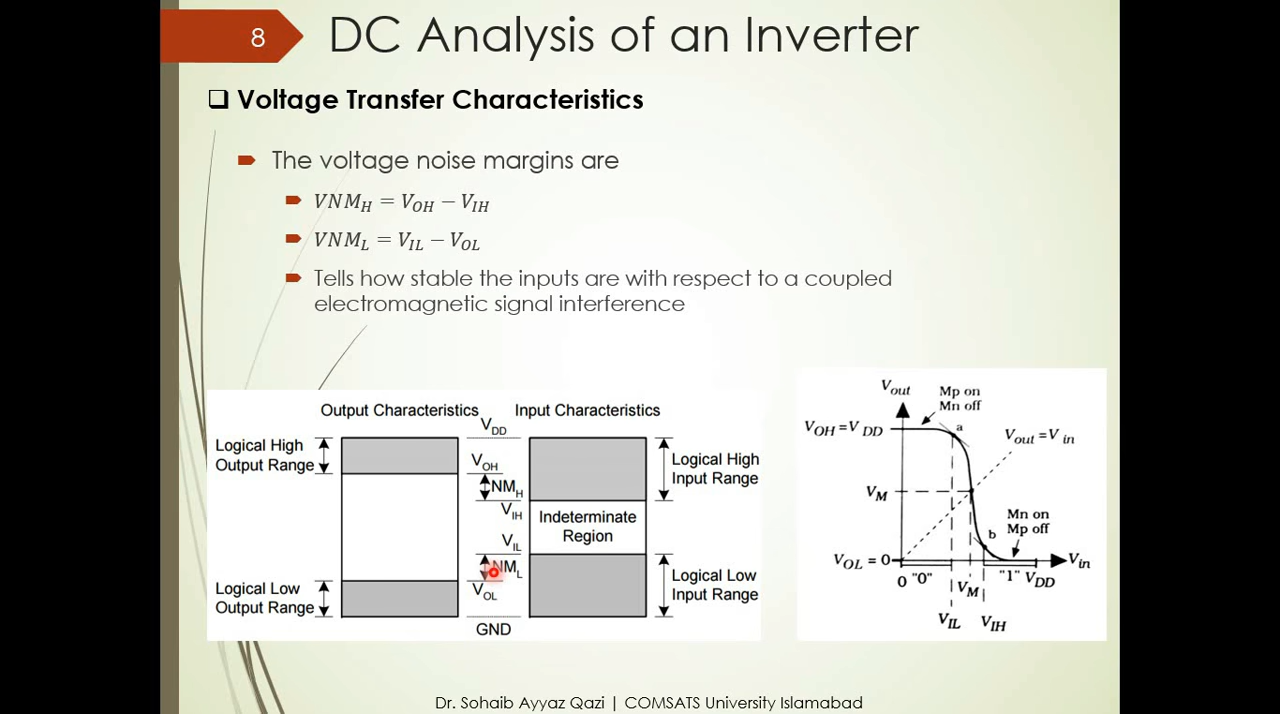 8
DC Analysis of an Inverter
❑ Voltage Transfer Characteristics
The voltage noise margins are
VNM_H = V_OH − V_IH
VNM_L = V_IL − V_OL
Tells how stable the inputs are with respect to a coupled
electromagnetic signal interference
Output Characteristics
Input Characteristics
V_DD
Logical High
Output Range
V_OH
NM_H
V_IH
Logical High
Input Range
Indeterminate
Region
V_IL
NM_L
Logical Low
Output Range
V_OL
Logical Low
Input Range
GND
V_out
Mp on
Mn off
V_OH = V_DD
a
V_out = V_in
V_M
Mn on
Mp off
b
V_OL = 0
V_in
0 "0"
V_M
"1" V_DD
V_IL
V_IH
Dr. Sohaib Ayyaz Qazi | COMSATS University Islamabad